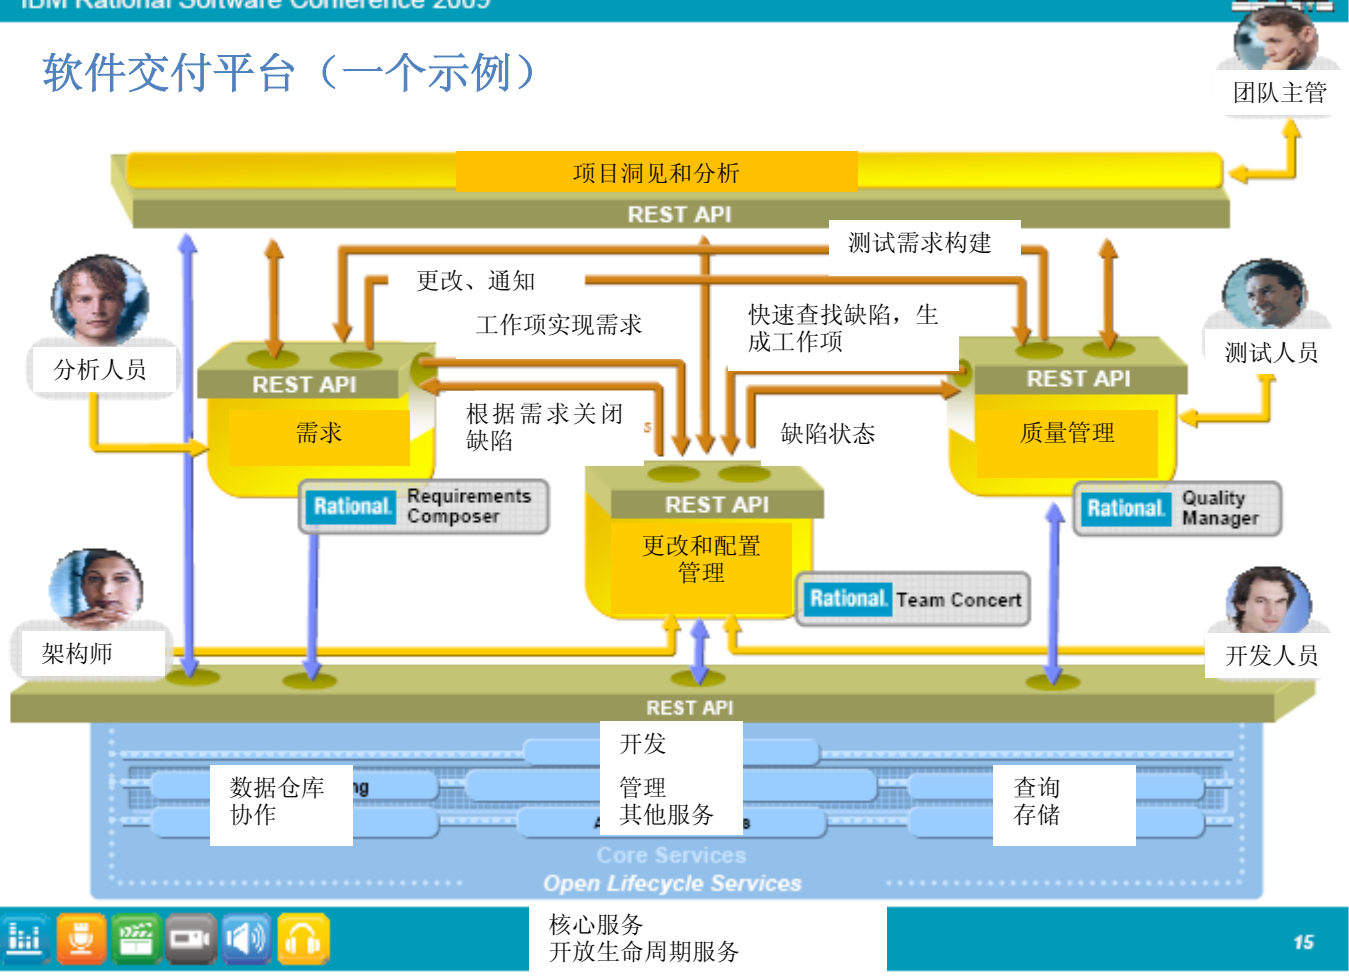 IBM Rational Software Conference 2009
软件交付平台（一个示例）
团队主管
项目洞见和分析
REST API
测试需求构建
更改、通知
工作项实现需求
快速查找缺陷，生
成工作项
分析人员
测试人员
REST API
REST API
需求
根据需求关闭
缺陷
s
缺陷状态
质量管理
Rational. Requirements
Composer
REST API
Rational. Quality
Manager
更改和配置
管理
Rational. Team Concert
架构师
开发人员
REST API
开发
数据仓库
协作
管理
其他服务
查询
存储
Core Services
Open Lifecycle Services
核心服务
开放生命周期服务
15